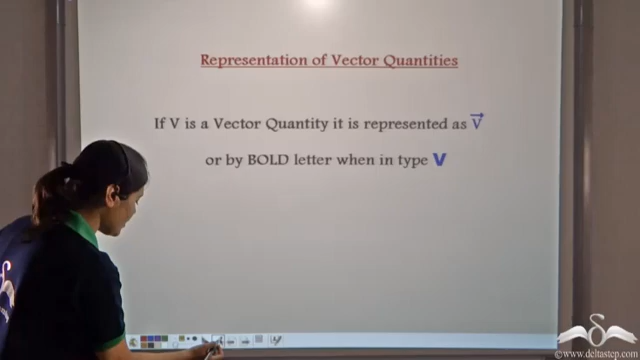 Representation of Vector Quantities
If V is a Vector Quantity it is represented as V⃗
or by BOLD letter when in type V
©www.deltastep.com